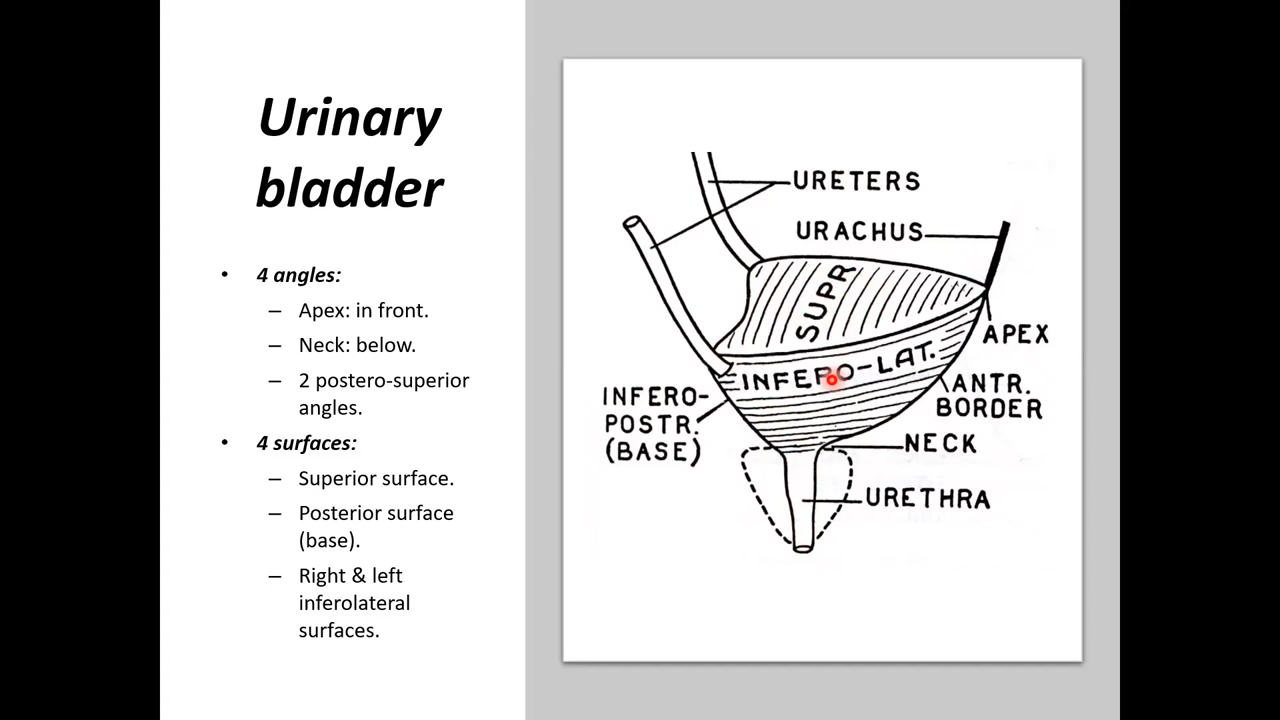 Urinary
bladder
• 4 angles:
– Apex: in front.
– Neck: below.
– 2 postero-superior
angles.
• 4 surfaces:
– Superior surface.
– Posterior surface
(base).
– Right & left
inferolateral
surfaces.
URETERS
URACHUS
SUPR
APEX
INFERO-LAT.
INFERO-
POSTR.
(BASE)
ANTR.
BORDER
NECK
URETHRA